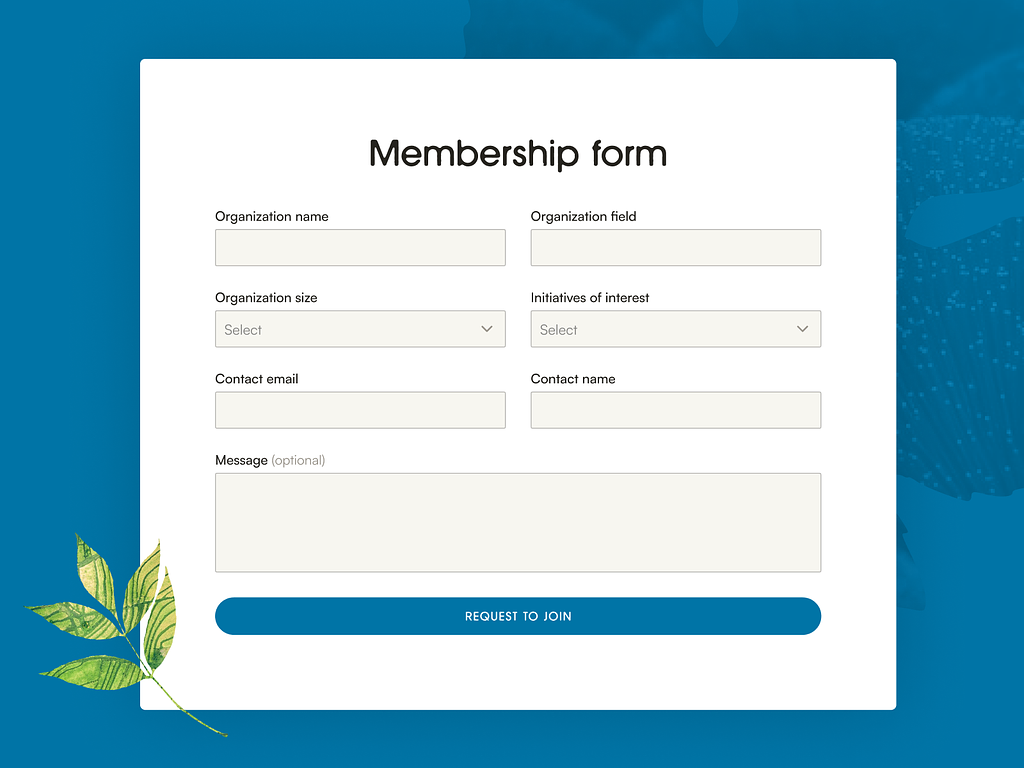 Membership form
Organization name
Organization field
Organization size
Initiatives of interest
Select
Select
Contact email
Contact name
Message (optional)
REQUEST TO JOIN